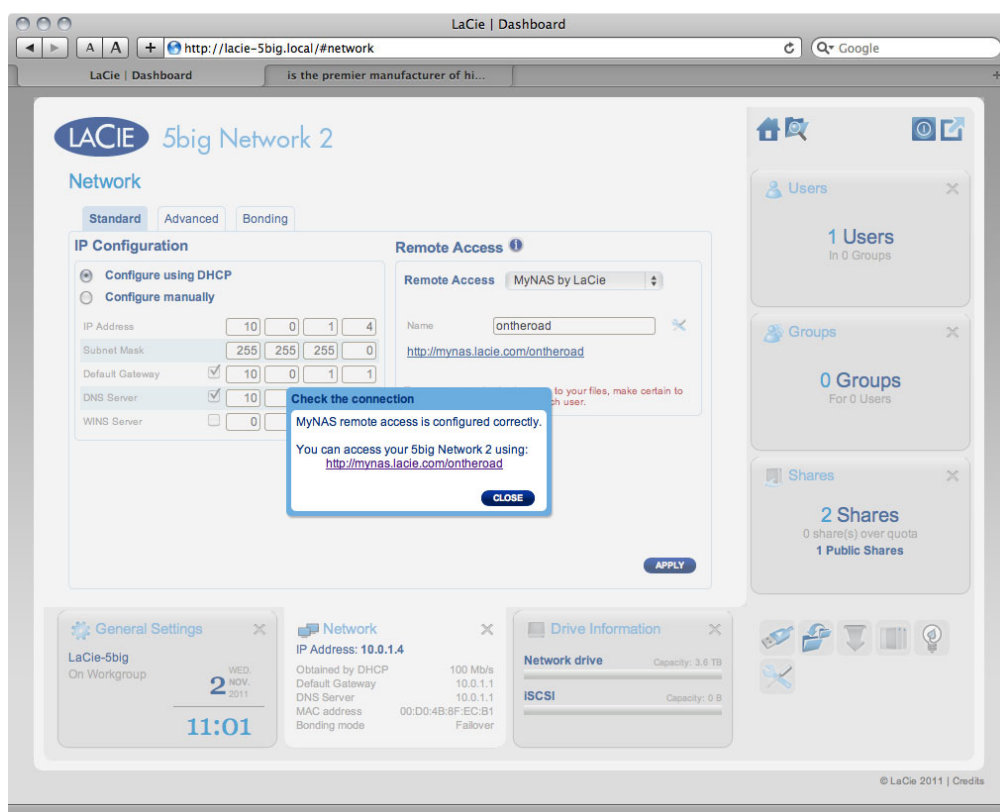 LaCie | Dashboard
A A + http://lacie-5big.local/#network Google
LaCie | Dashboard is the premier manufacturer of hi...
LACIE 5big Network 2
Network
Standard Advanced Bonding
IP Configuration
Configure using DHCP
Configure manually
IP Address 10 0 1 4
Subnet Mask 255 255 255 0
Default Gateway 10 0 1 1
DNS Server 10
WINS Server 0
Remote Access
Remote Access MyNAS by LaCie
Name ontheroad
http://mynas.lacie.com/ontheroad
to your files, make certain to
ch user.
Check the connection
MyNAS remote access is configured correctly.
You can access your 5big Network 2 using:
http://mynas.lacie.com/ontheroad
CLOSE
APPLY
Users
1 Users
In 0 Groups
Groups
0 Groups
For 0 Users
Shares
2 Shares
0 share(s) over quota
1 Public Shares
General Settings
LaCie-5big
On Workgroup
WED.
2 NOV.
2011
11:01
Network
IP Address: 10.0.1.4
Obtained by DHCP 100 Mb/s
Default Gateway 10.0.1.1
DNS Server 10.0.1.1
MAC address 00:D0:4B:8F:EC:B1
Bonding mode Failover
Drive Information
Network drive Capacity: 3.6 TB
iSCSI Capacity: 0 B
© LaCie 2011 | Credits